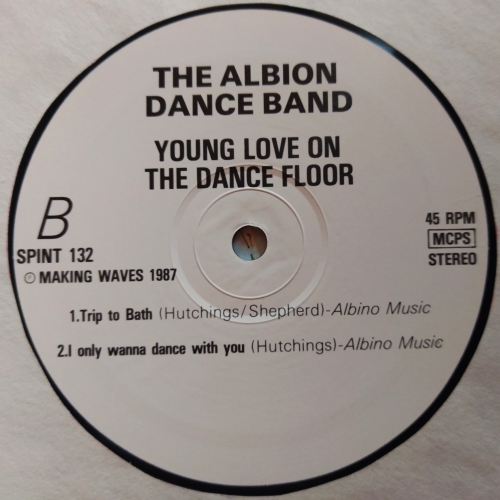 THE ALBION
DANCE BAND
YOUNG LOVE ON
THE DANCE FLOOR
B
SPINT 132
℗ MAKING WAVES 1987
45 RPM
MCPS
STEREO
1.Trip to Bath (Hutchings/Shepherd)-Albino Music
2.I only wanna dance with you (Hutchings)-Albino Music